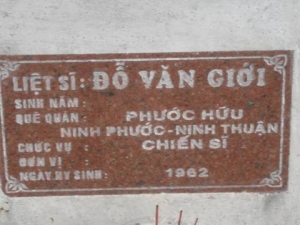 LIỆT SĨ: ĐỖ VĂN GIỚI
SINH NĂM :
QUÊ QUÁN : PHƯỚC HỮU
NINH PHƯỚC-NINH THUẬN
CHỨC VỤ : CHIẾN SĨ
ĐƠN VỊ :
NGÀY HY SINH: 1962